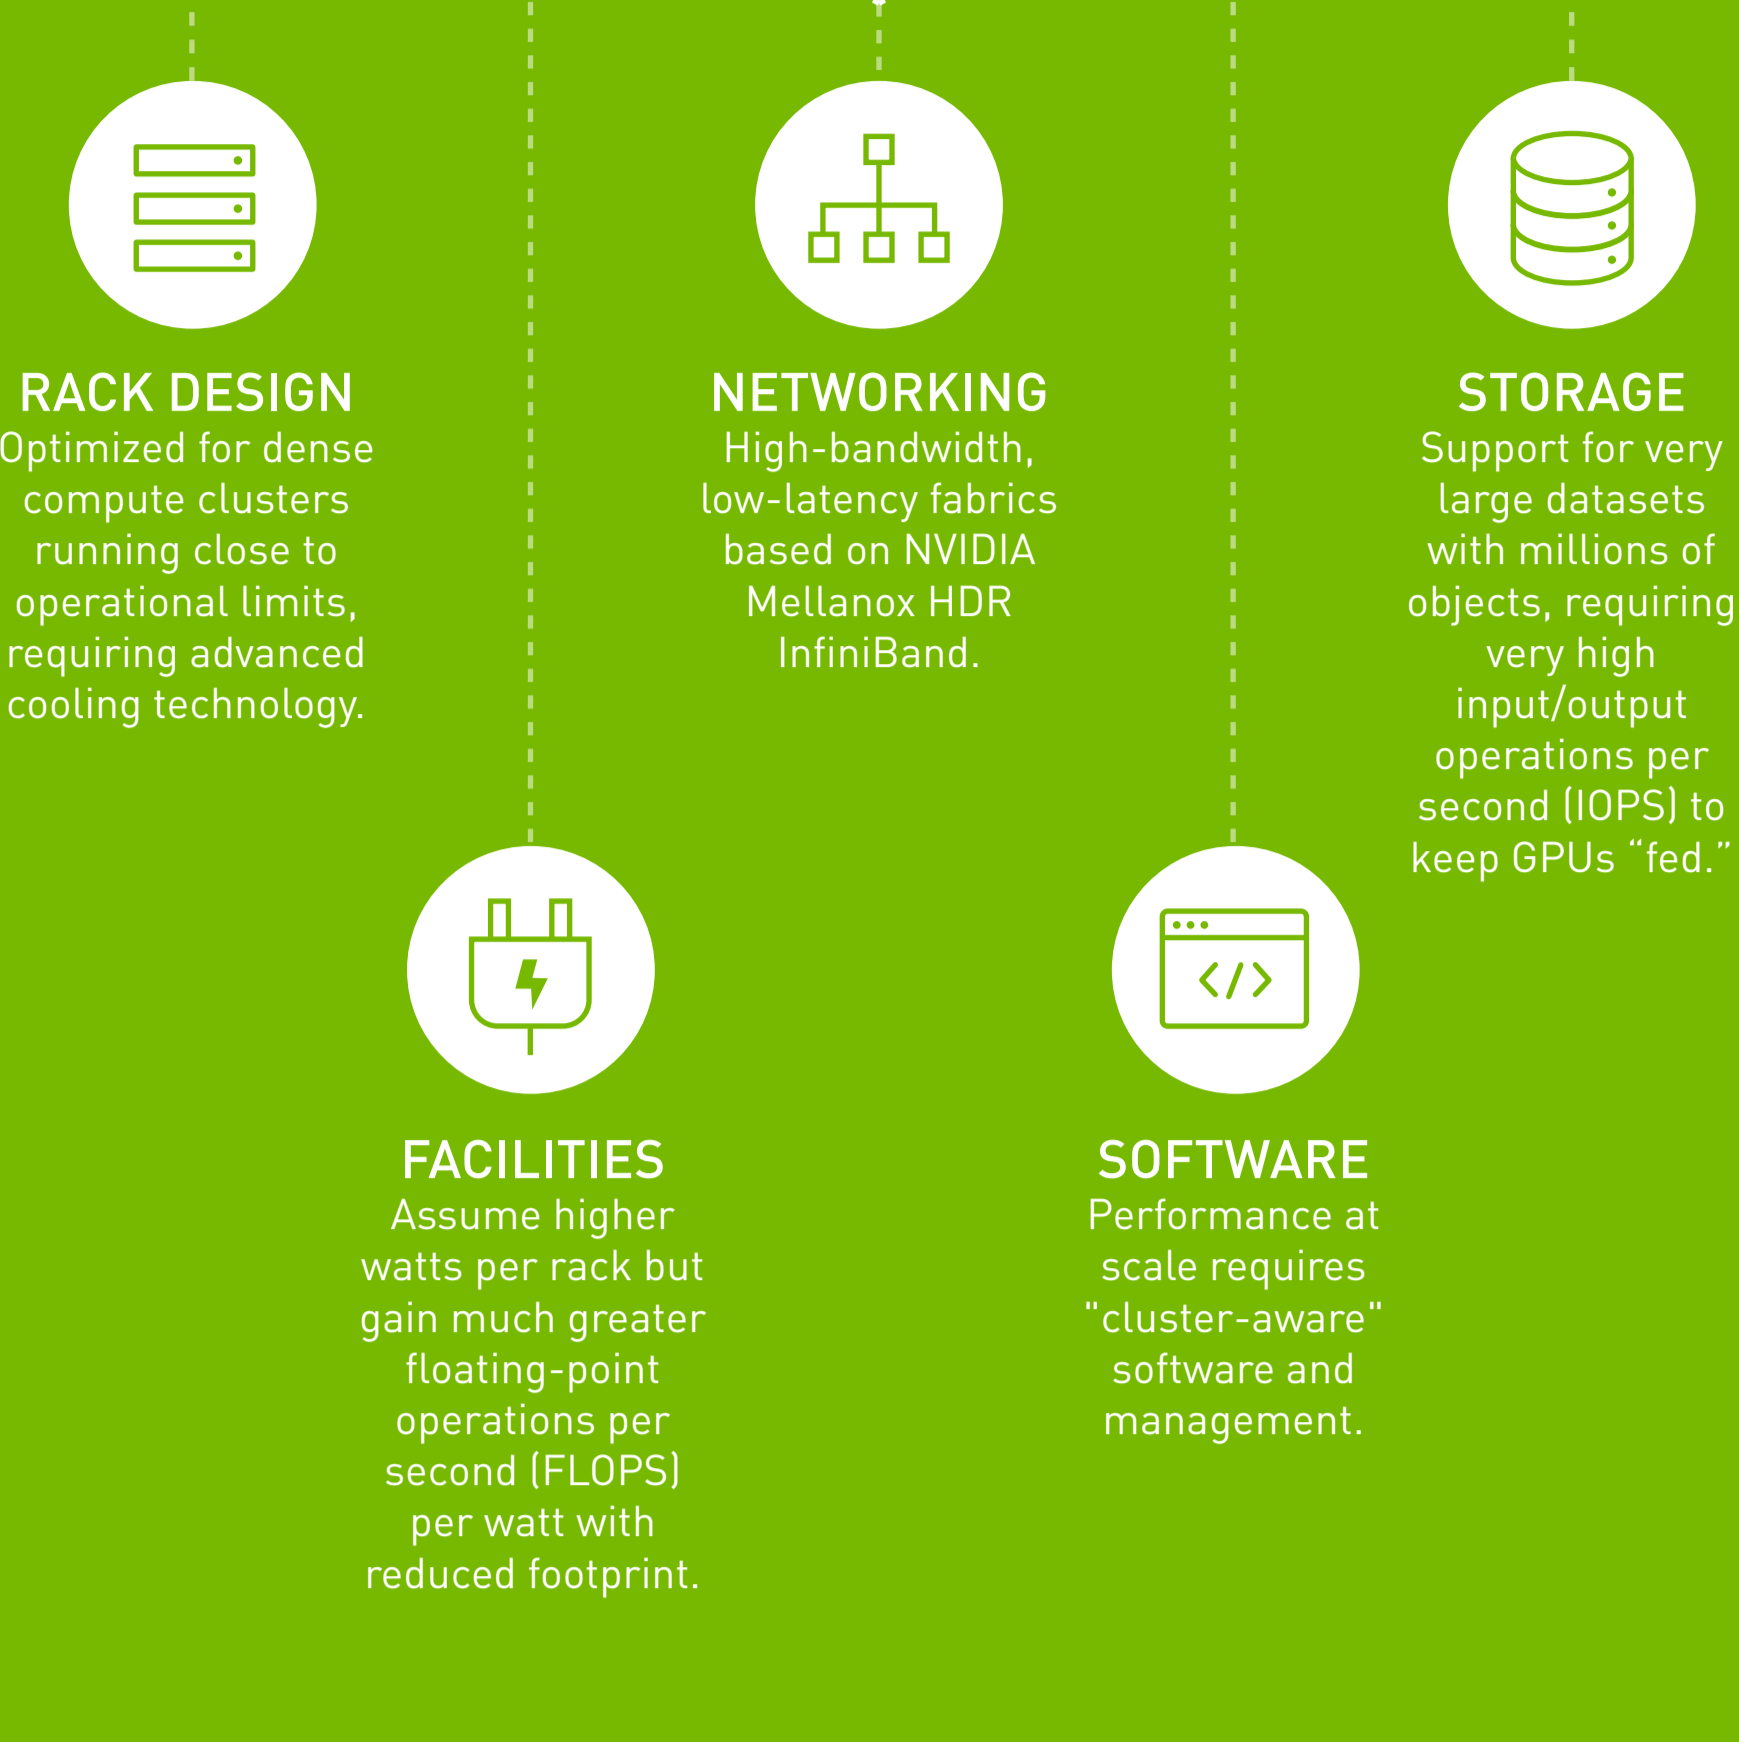 RACK DESIGN
Optimized for dense
compute clusters
running close to
operational limits,
requiring advanced
cooling technology.
NETWORKING
High-bandwidth,
low-latency fabrics
based on NVIDIA
Mellanox HDR
InfiniBand.
STORAGE
Support for very
large datasets
with millions of
objects, requiring
very high
input/output
operations per
second (IOPS) to
keep GPUs “fed.”
FACILITIES
Assume higher
watts per rack but
gain much greater
floating-point
operations per
second (FLOPS)
per watt with
reduced footprint.
SOFTWARE
Performance at
scale requires
"cluster-aware"
software and
management.